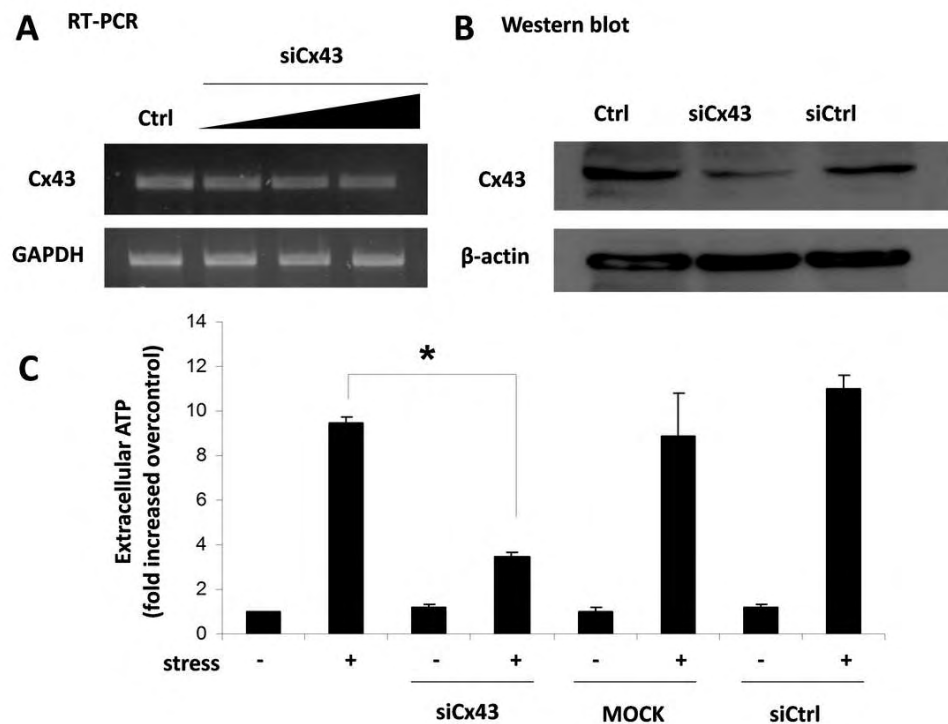 A RT-PCR
siCx43
Ctrl
Cx43
GAPDH
B Western blot
Ctrl siCx43 siCtrl
Cx43
β-actin
C
Extracellular ATP
(fold increased overcontrol)
14
12
10
8
6
4
2
0
*
stress - + - + - + - +
siCx43 MOCK siCtrl